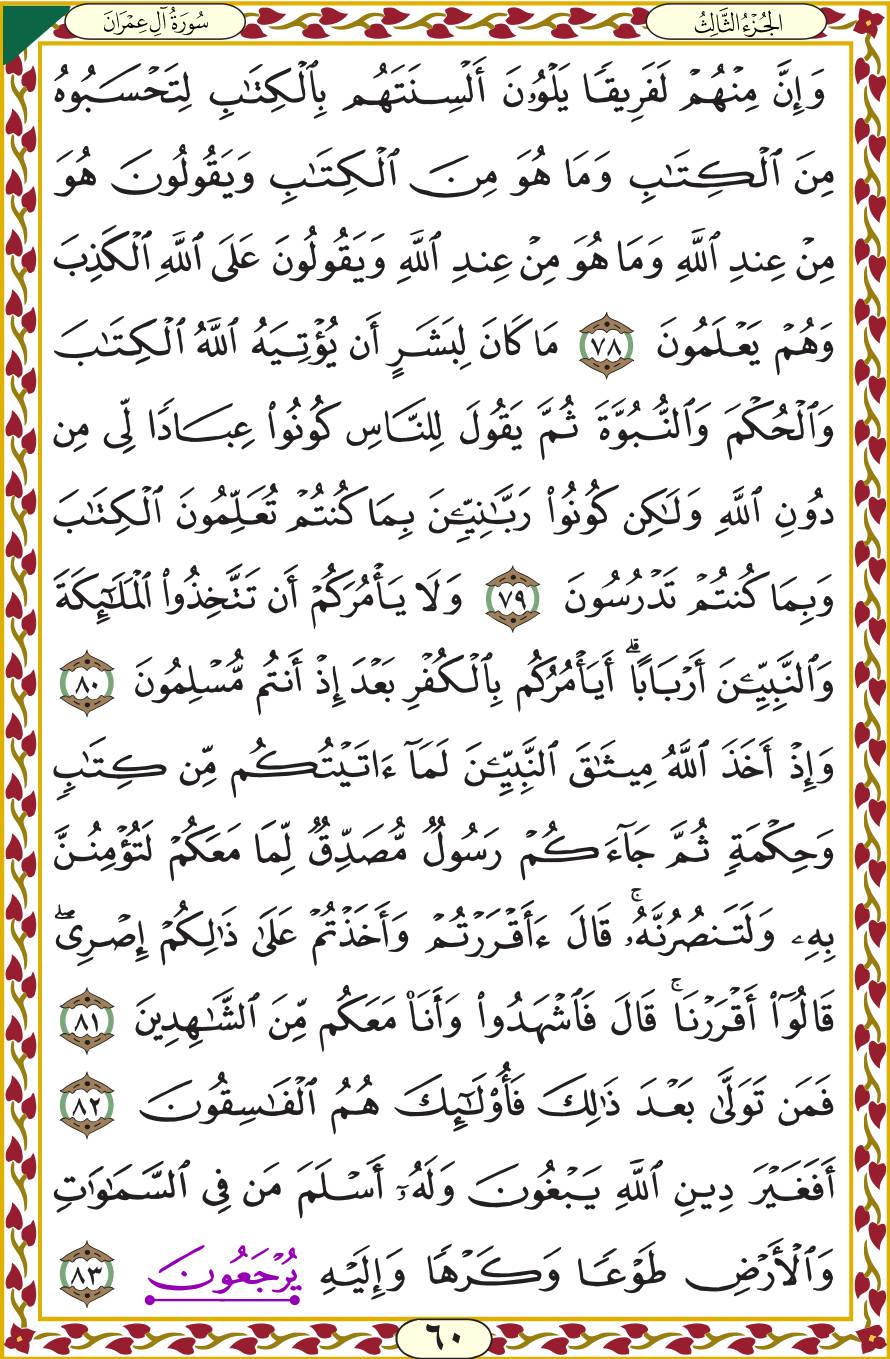 الجُزْءُ الثَّالِثُ
سُورَةُ آلِ عِمْرَانَ
وَإِنَّ مِنْهُمْ لَفَرِيقًا يَلْوُۥنَ أَلْسِنَتَهُم بِٱلْكِتَٰبِ لِتَحْسَبُوهُ
مِنَ ٱلْكِتَٰبِ وَمَا هُوَ مِنَ ٱلْكِتَٰبِ وَيَقُولُونَ هُوَ
مِنْ عِندِ ٱللَّهِ وَمَا هُوَ مِنْ عِندِ ٱللَّهِ وَيَقُولُونَ عَلَى ٱللَّهِ ٱلْكَذِبَ
وَهُمْ يَعْلَمُونَ ٧٨ مَا كَانَ لِبَشَرٍ أَن يُؤْتِيَهُ ٱللَّهُ ٱلْكِتَٰبَ
وَٱلْحُكْمَ وَٱلنُّبُوَّةَ ثُمَّ يَقُولَ لِلنَّاسِ كُونُوا۟ عِبَادًا لِّى مِن
دُونِ ٱللَّهِ وَلَٰكِن كُونُوا۟ رَبَّٰنِيِّـۧنَ بِمَا كُنتُمْ تُعَلِّمُونَ ٱلْكِتَٰبَ
وَبِمَا كُنتُمْ تَدْرُسُونَ ٧٩ وَلَا يَأْمُرَكُمْ أَن تَتَّخِذُوا۟ ٱلْمَلَٰٓئِكَةَ
وَٱلنَّبِيِّـۧنَ أَرْبَابًا ۗ أَيَأْمُرُكُم بِٱلْكُفْرِ بَعْدَ إِذْ أَنتُم مُّسْلِمُونَ ٨٠
وَإِذْ أَخَذَ ٱللَّهُ مِيثَٰقَ ٱلنَّبِيِّـۧنَ لَمَآ ءَاتَيْتُكُم مِّن كِتَٰبٍ
وَحِكْمَةٍ ثُمَّ جَآءَكُمْ رَسُولٌ مُّصَدِّقٌ لِّمَا مَعَكُمْ لَتُؤْمِنُنَّ
بِهِۦ وَلَتَنصُرُنَّهُۥ ۚ قَالَ ءَأَقْرَرْتُمْ وَأَخَذْتُمْ عَلَىٰ ذَٰلِكُمْ إِصْرِى ۖ
قَالُوٓا۟ أَقْرَرْنَا ۚ قَالَ فَٱشْهَدُوا۟ وَأَنَا۠ مَعَكُم مِّنَ ٱلشَّٰهِدِينَ ٨١
فَمَن تَوَلَّىٰ بَعْدَ ذَٰلِكَ فَأُو۟لَٰٓئِكَ هُمُ ٱلْفَٰسِقُونَ ٨٢
أَفَغَيْرَ دِينِ ٱللَّهِ يَبْغُونَ وَلَهُۥٓ أَسْلَمَ مَن فِى ٱلسَّمَٰوَٰتِ
وَٱلْأَرْضِ طَوْعًا وَكَرْهًا وَإِلَيْهِ يُرْجَعُونَ ٨٣
٦٠